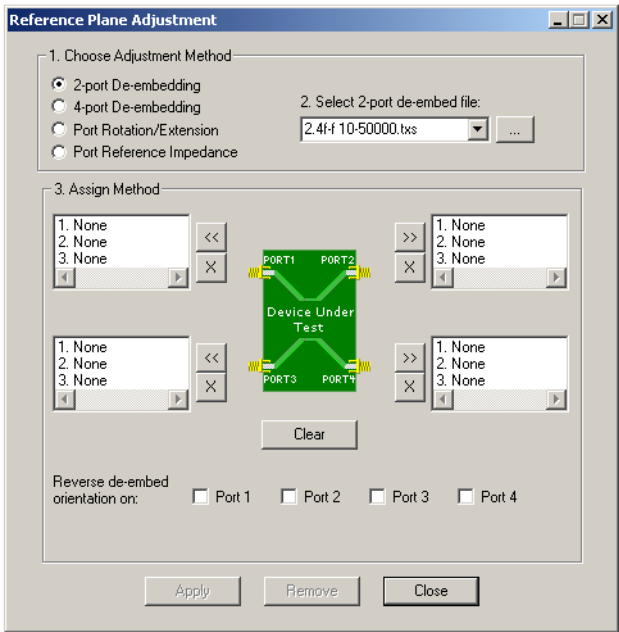 Reference Plane Adjustment
1. Choose Adjustment Method
2-port De-embedding
4-port De-embedding
Port Rotation/Extension
Port Reference Impedance
2. Select 2-port de-embed file:
2.4f-f 10-50000.txs
...
3. Assign Method
1. None
2. None
3. None
<<
X
>>
X
1. None
2. None
3. None
PORT1 PORT2
Device Under
Test
PORT3 PORT4
1. None
2. None
3. None
<<
X
>>
X
1. None
2. None
3. None
Clear
Reverse de-embed
orientation on:
Port 1 Port 2 Port 3 Port 4
Apply Remove Close